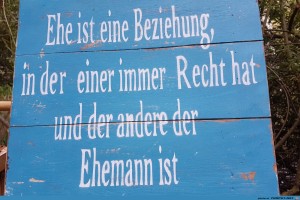 Ehe ist eine Beziehung,
in der einer immer Recht hat
und der andere der
Ehemann ist